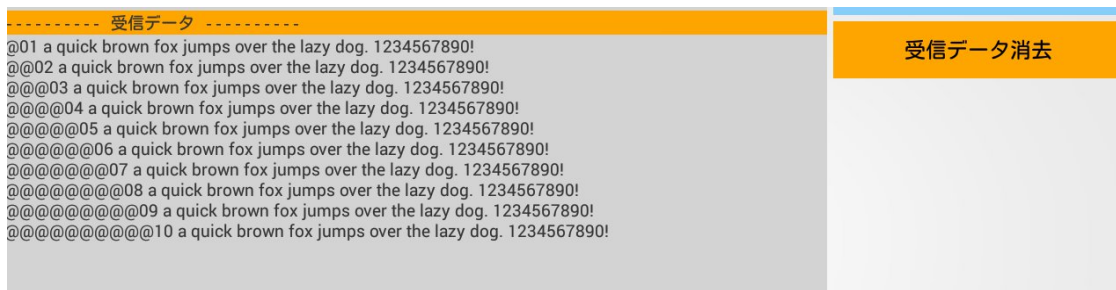 - - - - - - - - - - 受信データ - - - - - - - - - -
@01 a quick brown fox jumps over the lazy dog. 1234567890!
@@02 a quick brown fox jumps over the lazy dog. 1234567890!
@@@03 a quick brown fox jumps over the lazy dog. 1234567890!
@@@@04 a quick brown fox jumps over the lazy dog. 1234567890!
@@@@@05 a quick brown fox jumps over the lazy dog. 1234567890!
@@@@@@06 a quick brown fox jumps over the lazy dog. 1234567890!
@@@@@@@07 a quick brown fox jumps over the lazy dog. 1234567890!
@@@@@@@@08 a quick brown fox jumps over the lazy dog. 1234567890!
@@@@@@@@@09 a quick brown fox jumps over the lazy dog. 1234567890!
@@@@@@@@@@10 a quick brown fox jumps over the lazy dog. 1234567890!
受信データ消去